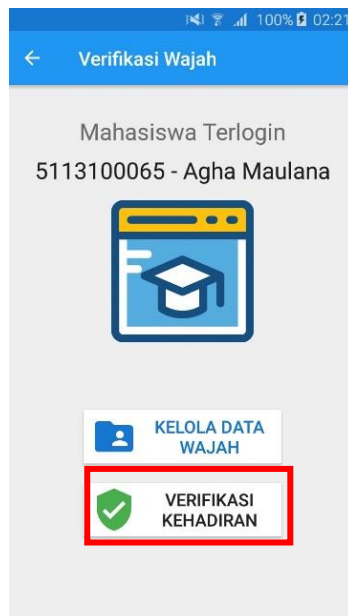 100% 02:21
Verifikasi Wajah
Mahasiswa Terlogin
5113100065 - Agha Maulana
KELOLA DATA
WAJAH
VERIFIKASI
KEHADIRAN